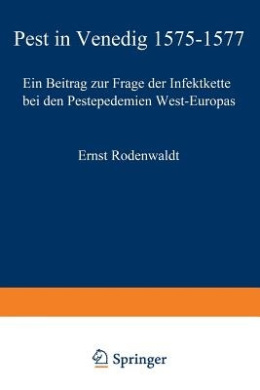 Pest in Venedig 1575-1577
Ein Beitrag zur Frage der Infektkette
bei den Pestepedemien West-Europas
Ernst Rodenwaldt
Springer